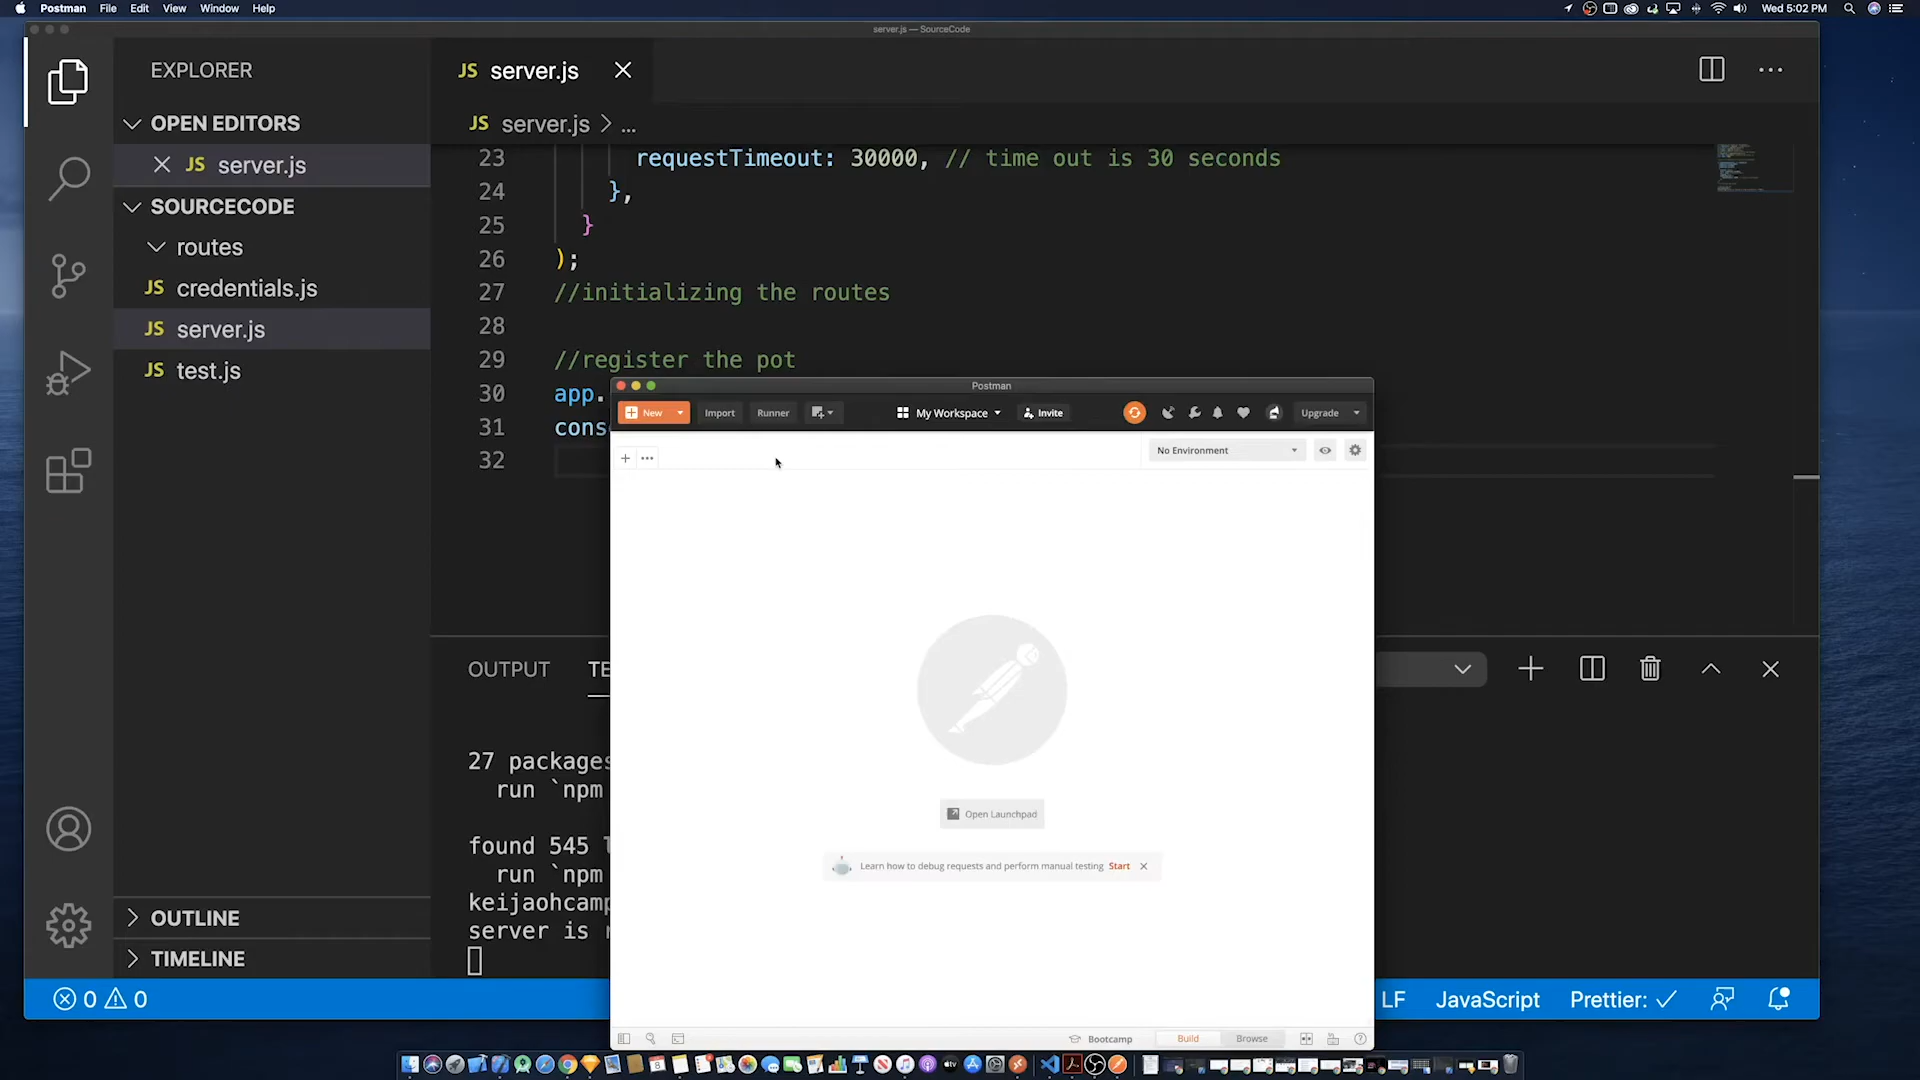 Postman File Edit View Window Help
Wed 5:02 PM
server.js — SourceCode
EXPLORER
JS server.js
OPEN EDITORS
JS server.js
SOURCECODE
routes
JS credentials.js
JS server.js
JS test.js
OUTLINE
TIMELINE
JS server.js > ...
23 requestTimeout: 30000, // time out is 30 seconds
24 },
25 }
26 );
27 //initializing the routes
28
29 //register the pot
30 app.
31 cons
32
OUTPUT TE
27 packages
run `npm
found 545 l
run `npm
keijaohcamp
server is r
0 0
LF JavaScript Prettier: ✓
Postman
New Import Runner My Workspace Invite Upgrade
No Environment
Open Launchpad
Learn how to debug requests and perform manual testing Start
Bootcamp Build Browse